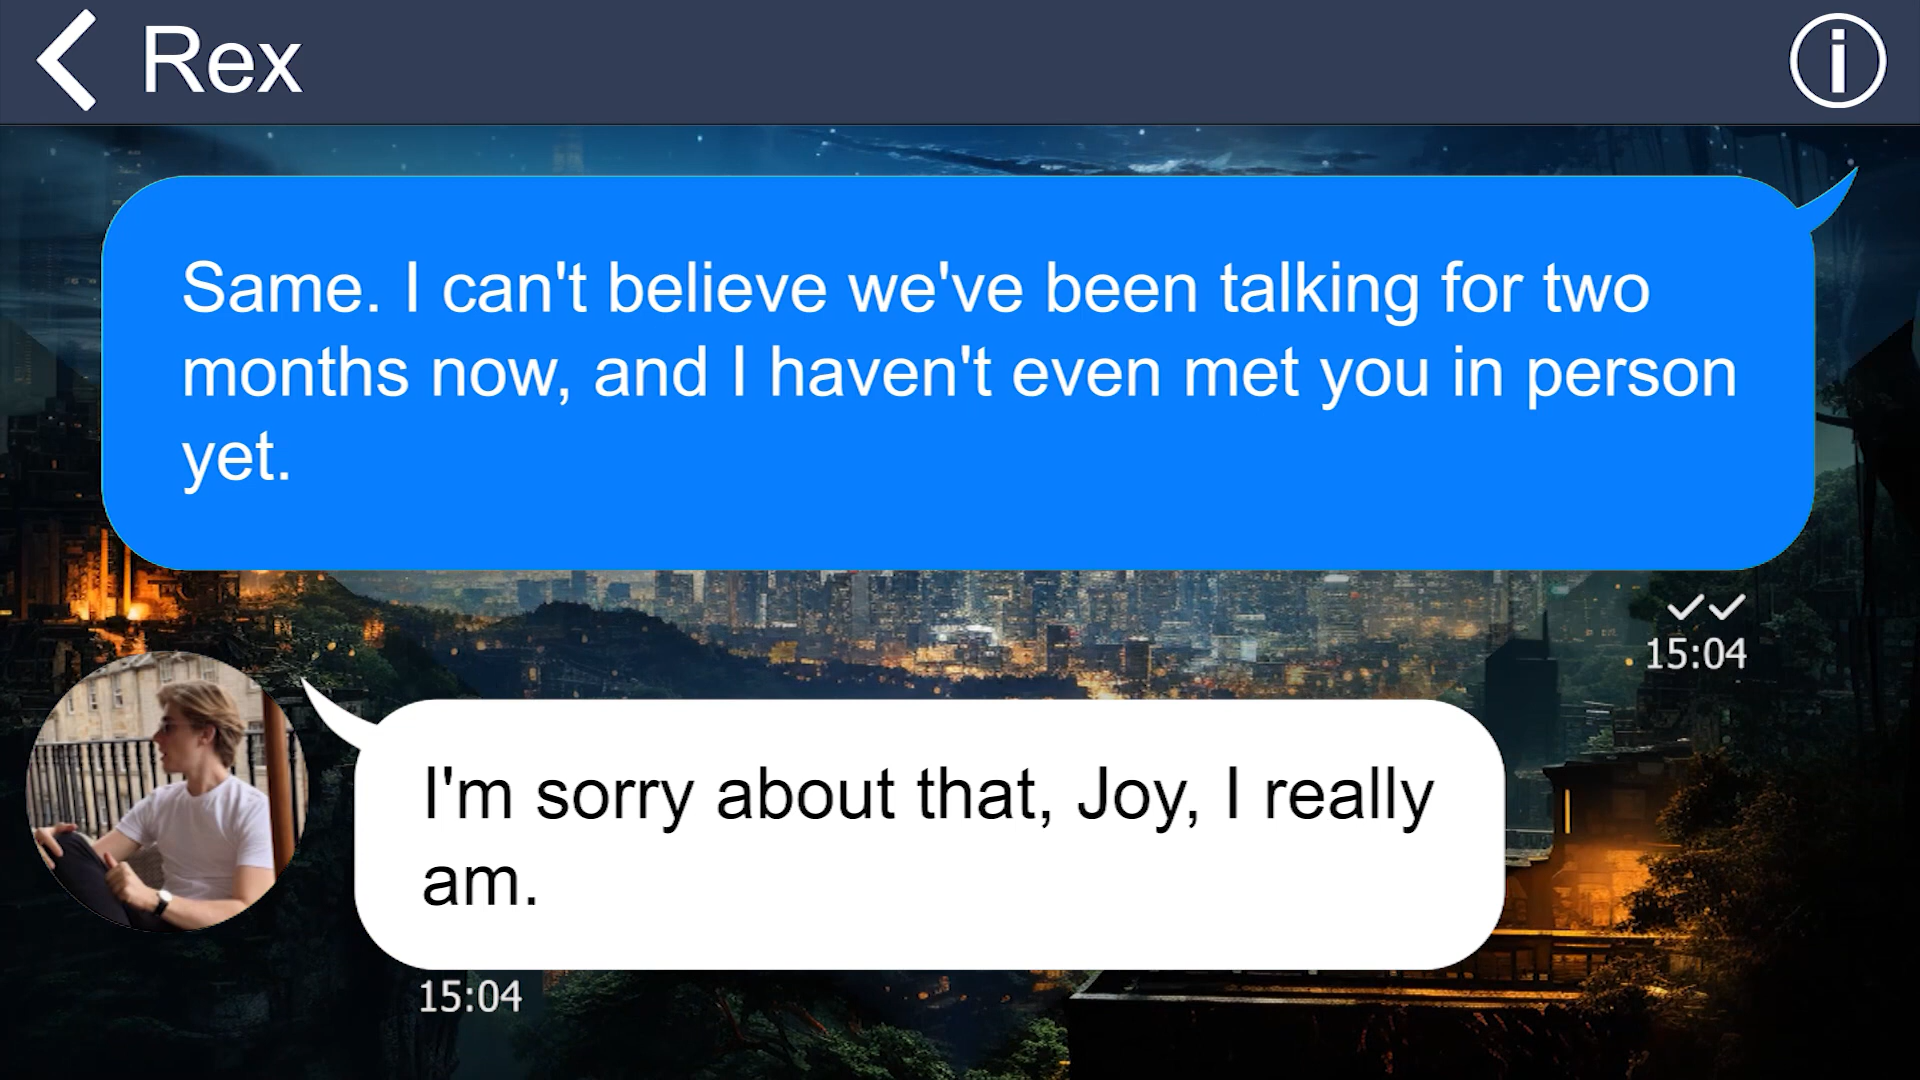 Rex
Same. I can't believe we've been talking for two
months now, and I haven't even met you in person
yet.
15:04
I'm sorry about that, Joy, I really
am.
15:04